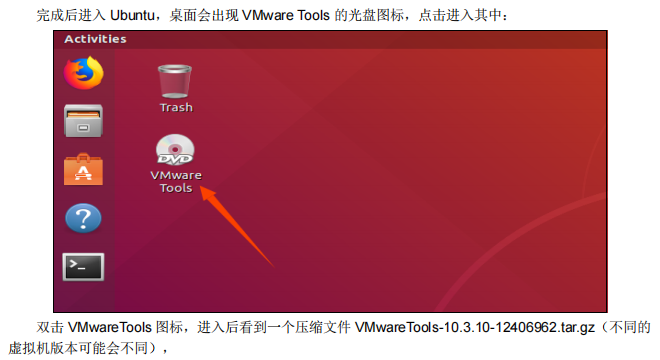 完成后进入 Ubuntu，桌面会出现 VMware Tools 的光盘图标，点击进入其中：
Activities
Trash
DVD
VMware
Tools
?
>_
双击 VMwareTools 图标，进入后看到一个压缩文件 VMwareTools-10.3.10-12406962.tar.gz（不同的
虚拟机版本可能会不同），